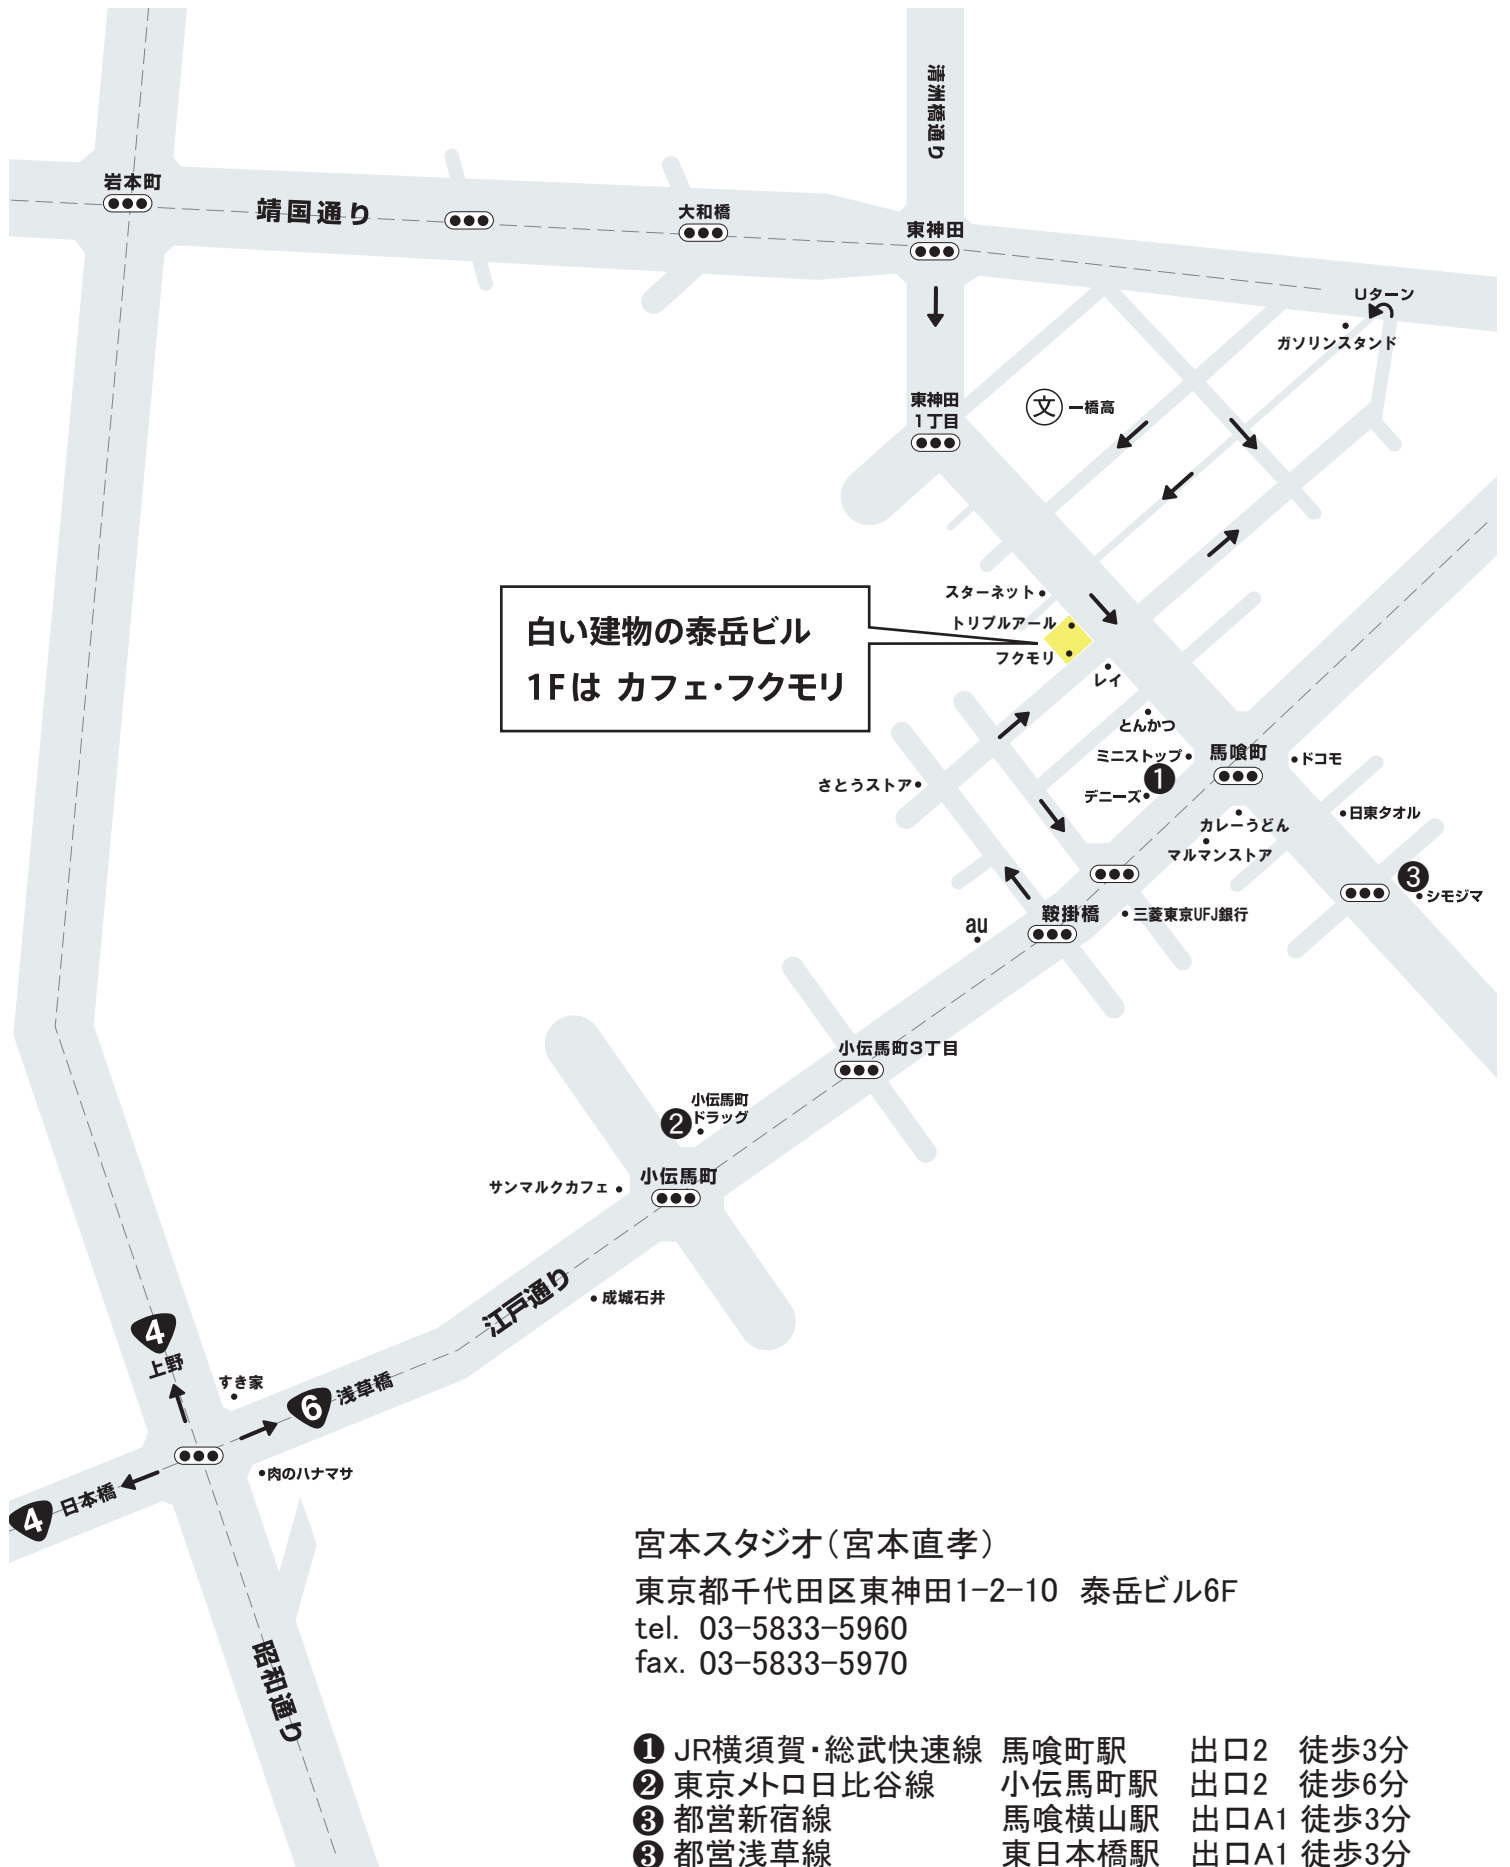 清洲橋通り
岩本町
靖国通り
大和橋
東神田
Uターン
ガソリンスタンド
東神田
1丁目
文 一橋高
スターネット
トリプルアール
フクモリ
白い建物の泰岳ビル
1Fは カフェ・フクモリ
レイ
とんかつ
ミニストップ
馬喰町
ドコモ
1
さとうストア
デニーズ
カレーうどん
日東タオル
マルマンストア
3
シモジマ
鞍掛橋
三菱東京UFJ銀行
au
小伝馬町3丁目
小伝馬町
ドラッグ
2
小伝馬町
サンマルクカフェ
江戸通り
成城石井
4
上野
すき家
6 浅草橋
肉のハナマサ
4 日本橋
昭和通り
宮本スタジオ(宮本直孝)
東京都千代田区東神田1-2-10 泰岳ビル6F
tel. 03-5833-5960
fax. 03-5833-5970
❶ JR横須賀・総武快速線 馬喰町駅 出口2 徒歩3分
❷ 東京メトロ日比谷線 小伝馬町駅 出口2 徒歩6分
❸ 都営新宿線 馬喰横山駅 出口A1 徒歩3分
❸ 都営浅草線 東日本橋駅 出口A1 徒歩3分